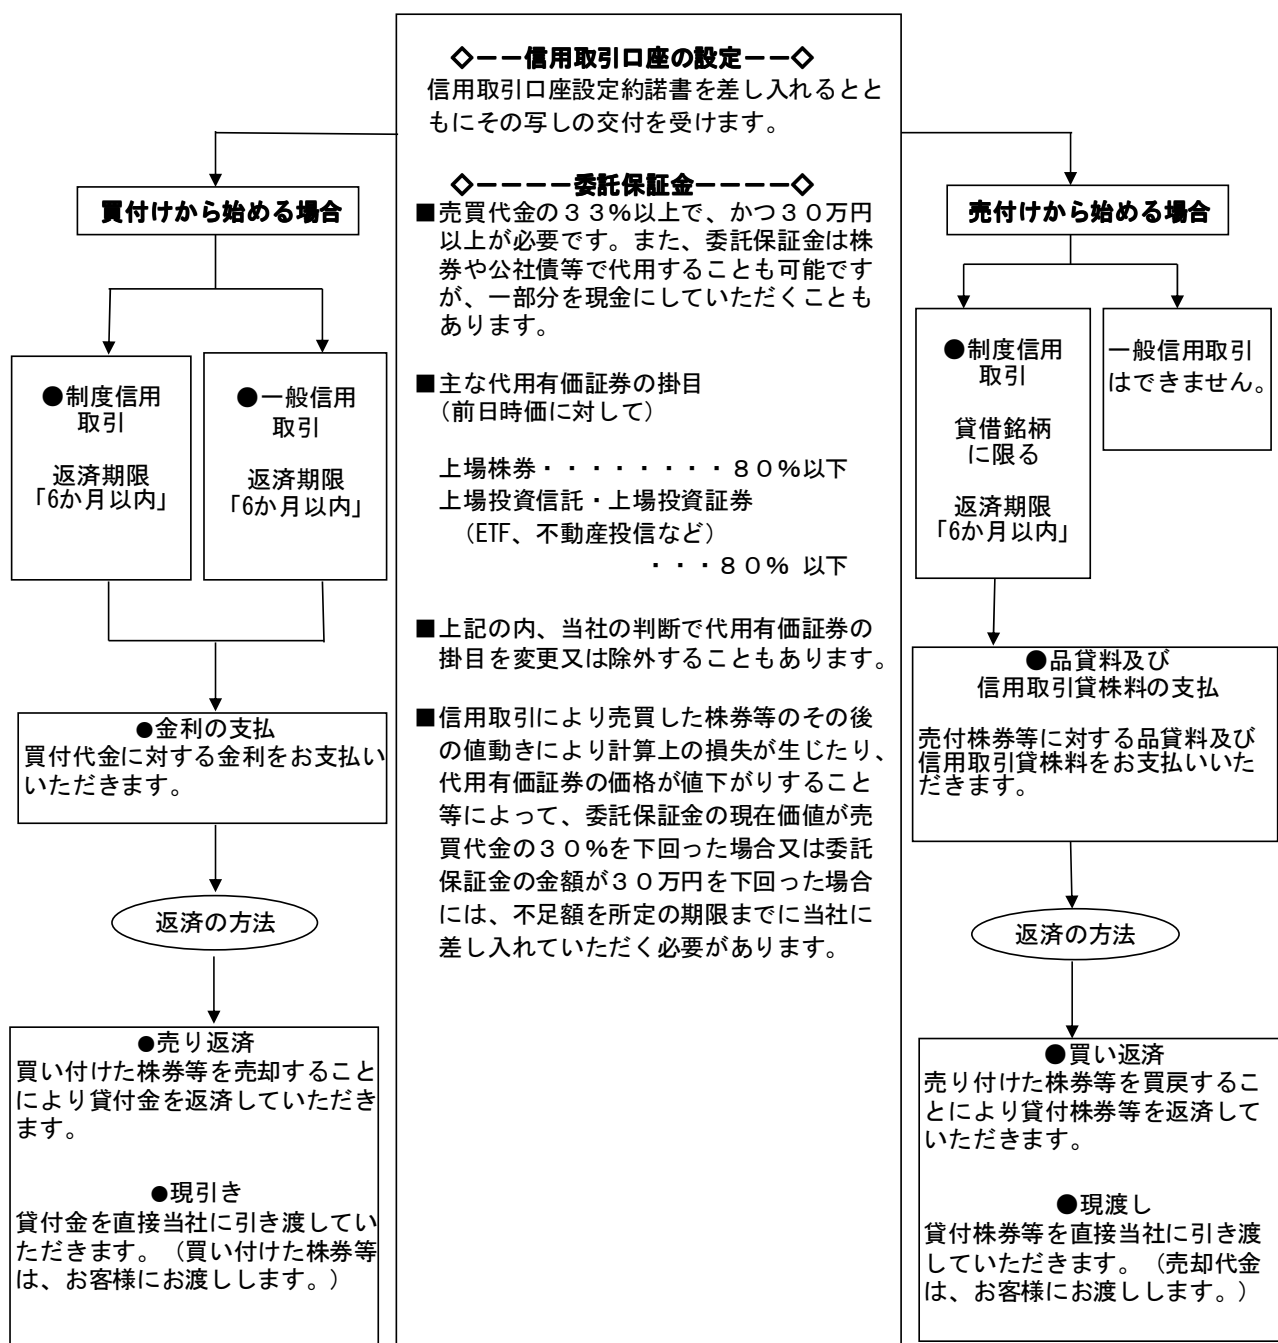 ◇ーー信用取引口座の設定ーー◇
信用取引口座設定約諾書を差し入れるとと
もにその写しの交付を受けます。
◇ーーーー委託保証金ーーーー◇
■売買代金の３３%以上で、かつ３０万円
以上が必要です。また、委託保証金は株
券や公社債等で代用することも可能です
が、一部分を現金にしていただくことも
あります。
■主な代用有価証券の掛目
（前日時価に対して）
上場株券・・・・・・・・８０%以下
上場投資信託・上場投資証券
（ETF、不動産投信など）
・・・８０% 以下
■上記の内、当社の判断で代用有価証券の
掛目を変更又は除外することもあります。
■信用取引により売買した株券等のその後
の値動きにより計算上の損失が生じたり、
代用有価証券の価格が値下がりすること
等によって、委託保証金の現在価値が売
買代金の３０%を下回った場合又は委託
保証金の金額が３０万円を下回った場合
には、不足額を所定の期限までに当社に
差し入れていただく必要があります。
買付けから始める場合
●制度信用
取引
返済期限
「6か月以内」
●一般信用
取引
返済期限
「6か月以内」
●金利の支払
買付代金に対する金利をお支払い
いただきます。
返済の方法
●売り返済
買い付けた株券等を売却すること
により貸付金を返済していただき
ます。
●現引き
貸付金を直接当社に引き渡してい
ただきます。（買い付けた株券等
は、お客様にお渡しします。）
売付けから始める場合
●制度信用
取引
貸借銘柄
に限る
返済期限
「6か月以内」
一般信用取引
はできません。
●品貸料及び
信用取引貸株料の支払
売付株券等に対する品貸料及び
信用取引貸株料をお支払いいた
だきます。
返済の方法
●買い返済
売り付けた株券等を買戻するこ
とにより貸付株券等を返済して
いただきます。
●現渡し
貸付株券等を直接当社に引き渡
していただきます。（売却代金
は、お客様にお渡しします。）